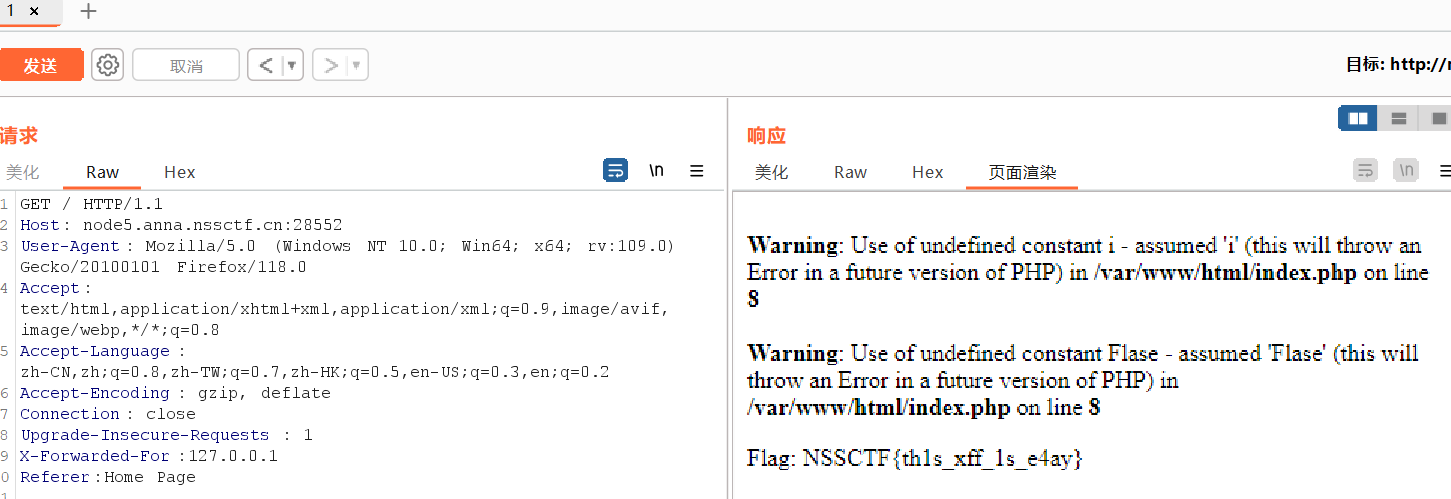 1 × +
发送 取消 < ▼ > ▼ 目标: http://
请求
美化 Raw Hex \n ≡
1 GET / HTTP/1.1
2 Host: node5.anna.nssctf.cn:28552
3 User-Agent: Mozilla/5.0 (Windows NT 10.0; Win64; x64; rv:109.0)
Gecko/20100101 Firefox/118.0
4 Accept:
text/html,application/xhtml+xml,application/xml;q=0.9,image/avif,
image/webp,*/*;q=0.8
5 Accept-Language:
zh-CN,zh;q=0.8,zh-TW;q=0.7,zh-HK;q=0.5,en-US;q=0.3,en;q=0.2
6 Accept-Encoding: gzip, deflate
7 Connection: close
8 Upgrade-Insecure-Requests: 1
9 X-Forwarded-For:127.0.0.1
0 Referer:Home Page
响应
美化 Raw Hex 页面渲染 \n
Warning: Use of undefined constant i - assumed 'i' (this will throw an
Error in a future version of PHP) in /var/www/html/index.php on line
8
Warning: Use of undefined constant Flase - assumed 'Flase' (this will
throw an Error in a future version of PHP) in
/var/www/html/index.php on line 8
Flag: NSSCTF{th1s_xff_1s_e4ay}